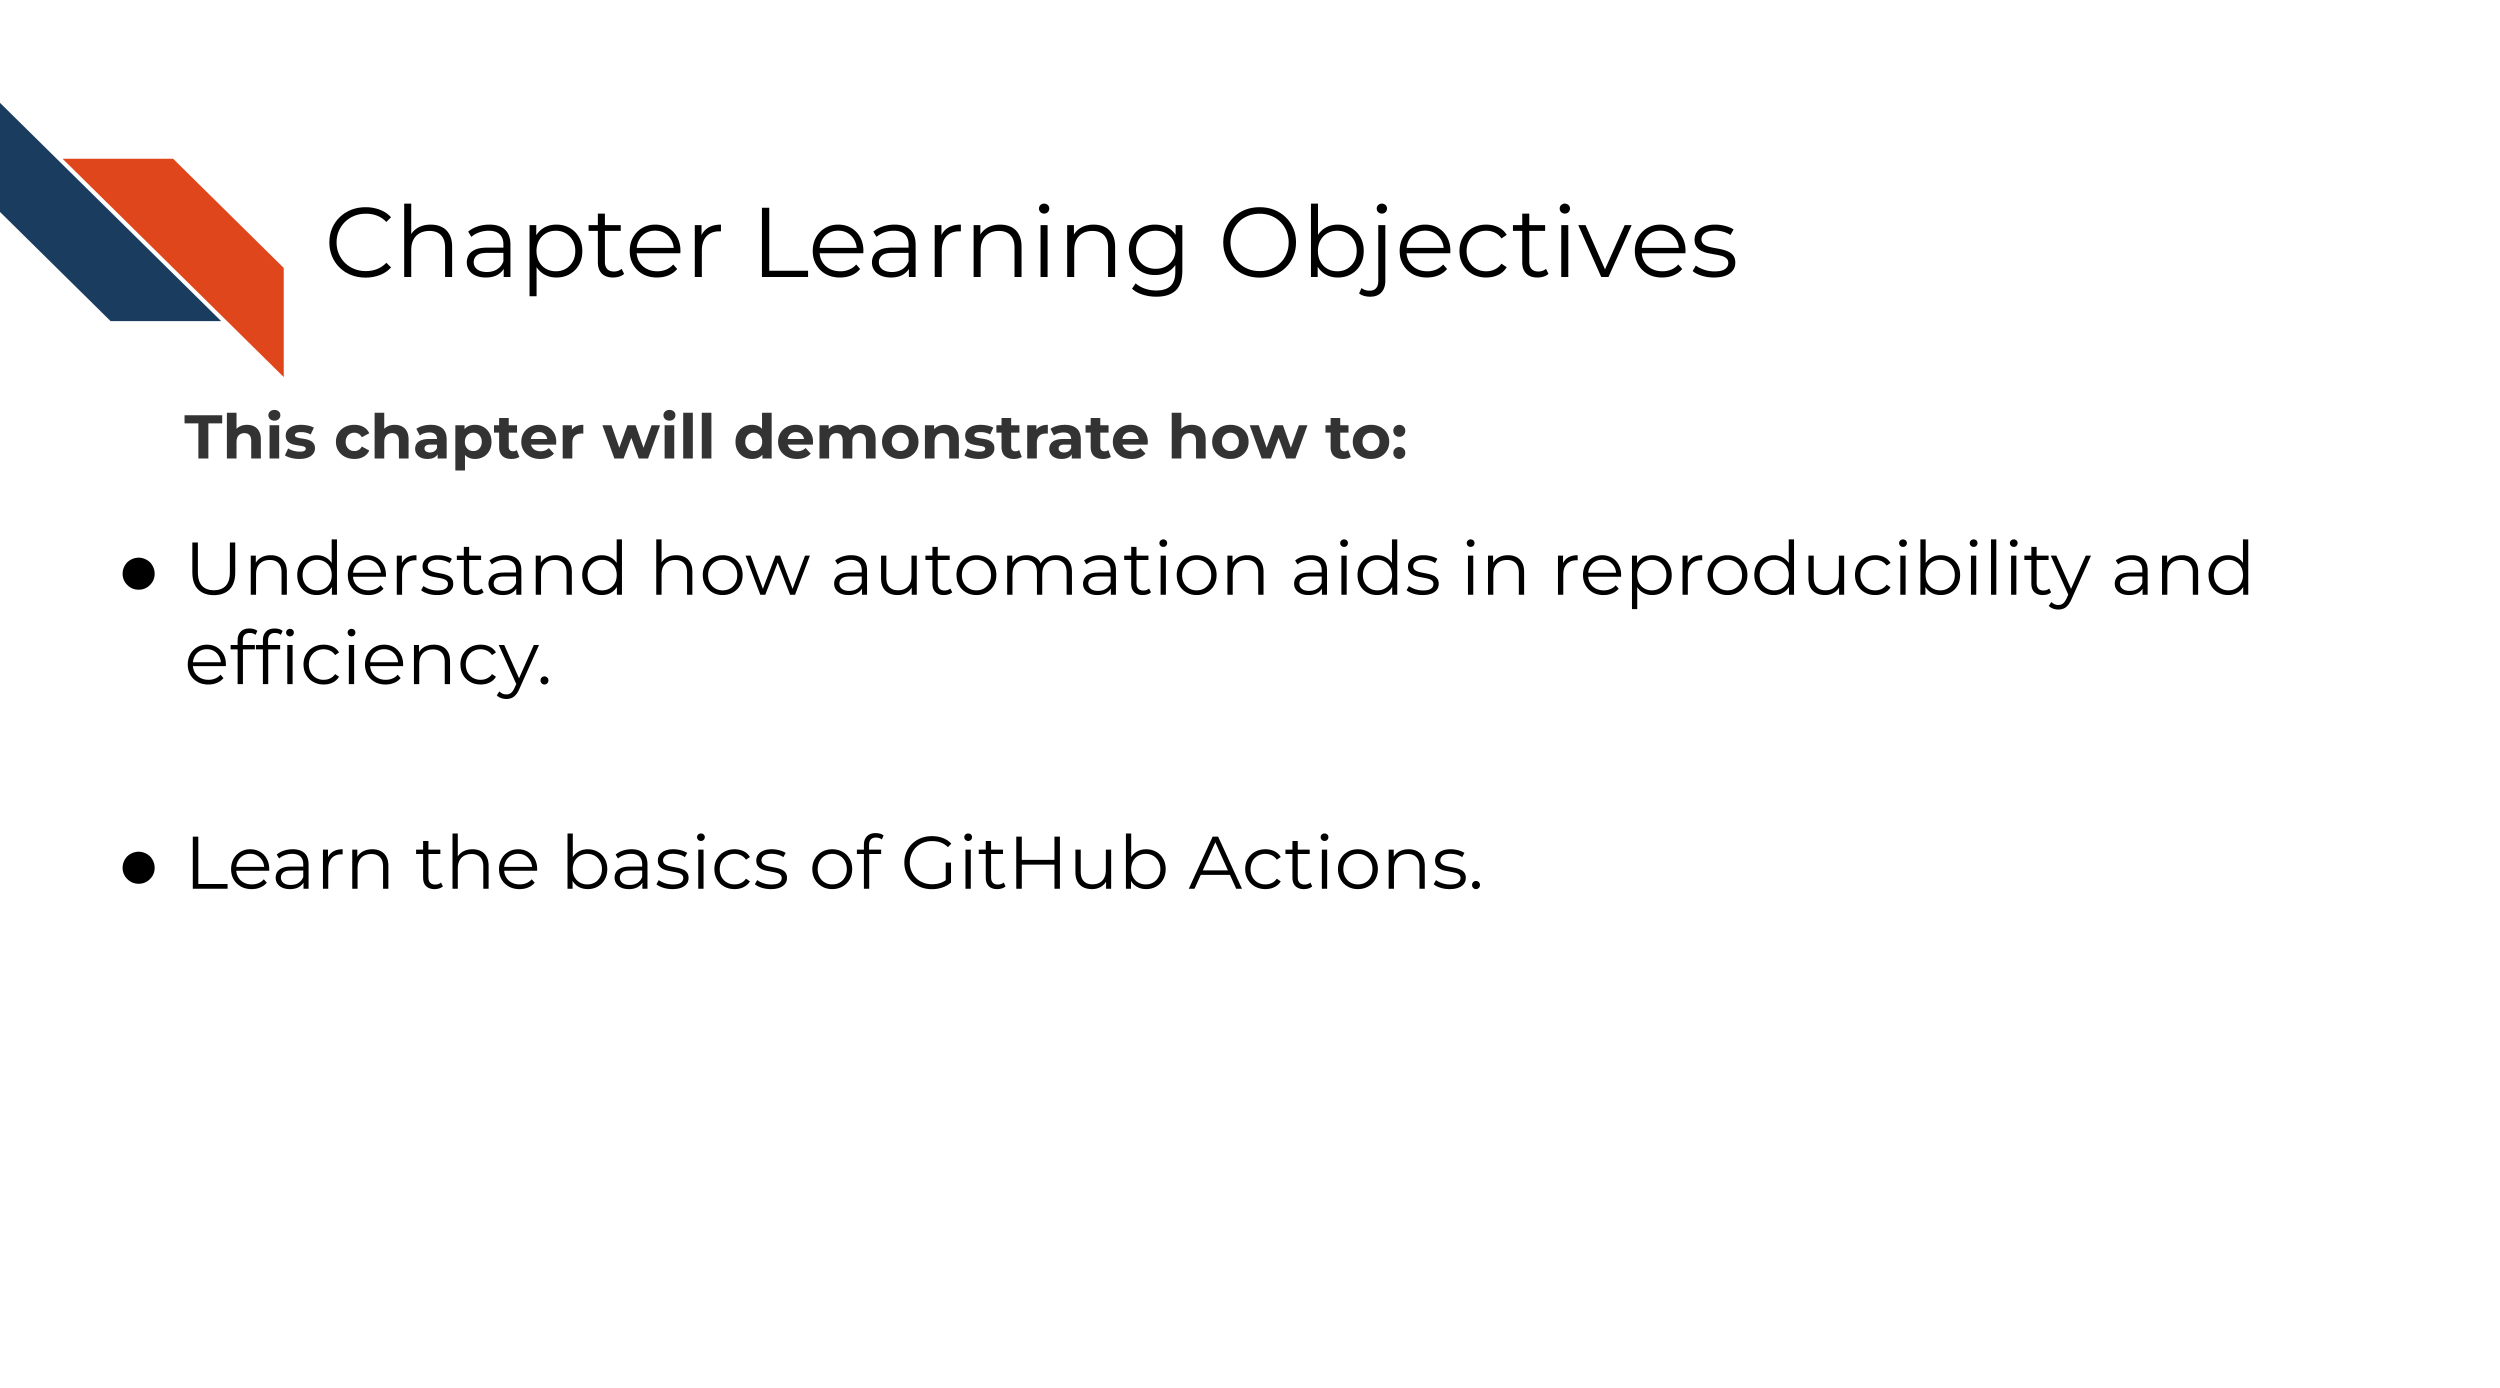 Chapter Learning Objectives
This chapter will demonstrate how to:
● Understand how automation aids in reproducibility and
efficiency.
● Learn the basics of GitHub Actions.